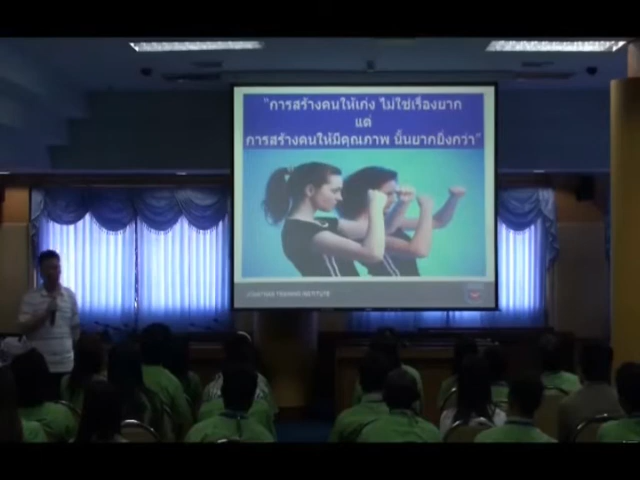 "การสร้างคนให้เก่ง ไม่ใช่เรื่องยาก
แต่
การสร้างคนให้มีคุณภาพ นั้นยากยิ่งกว่า"
TRAINING INSTITUTE